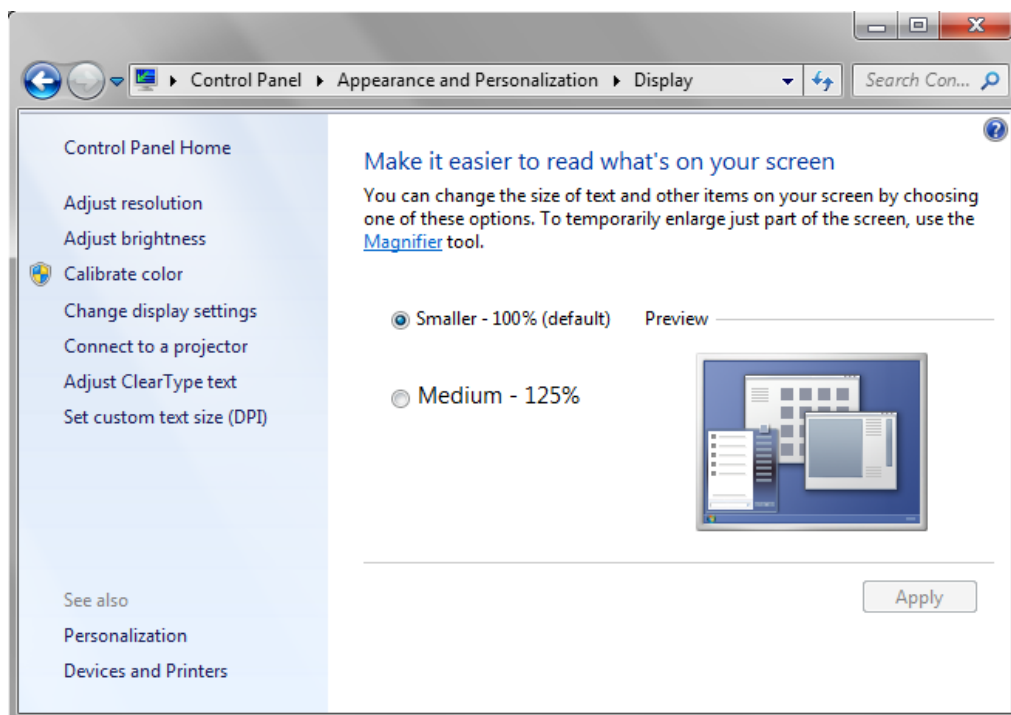 Control Panel Appearance and Personalization Display
Search Con...
Control Panel Home
Adjust resolution
Adjust brightness
Calibrate color
Change display settings
Connect to a projector
Adjust ClearType text
Set custom text size (DPI)
See also
Personalization
Devices and Printers
Make it easier to read what's on your screen
You can change the size of text and other items on your screen by choosing
one of these options. To temporarily enlarge just part of the screen, use the
Magnifier tool.
Smaller - 100% (default)
Preview
Medium - 125%
Apply